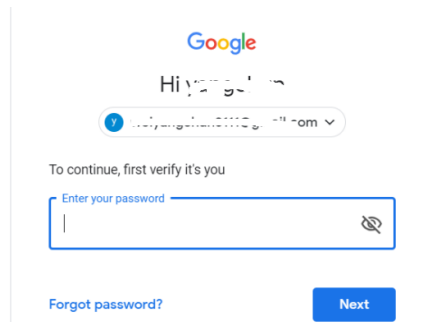 Google
Hi
y
To continue, first verify it's you
Enter your password
Forgot password?
Next